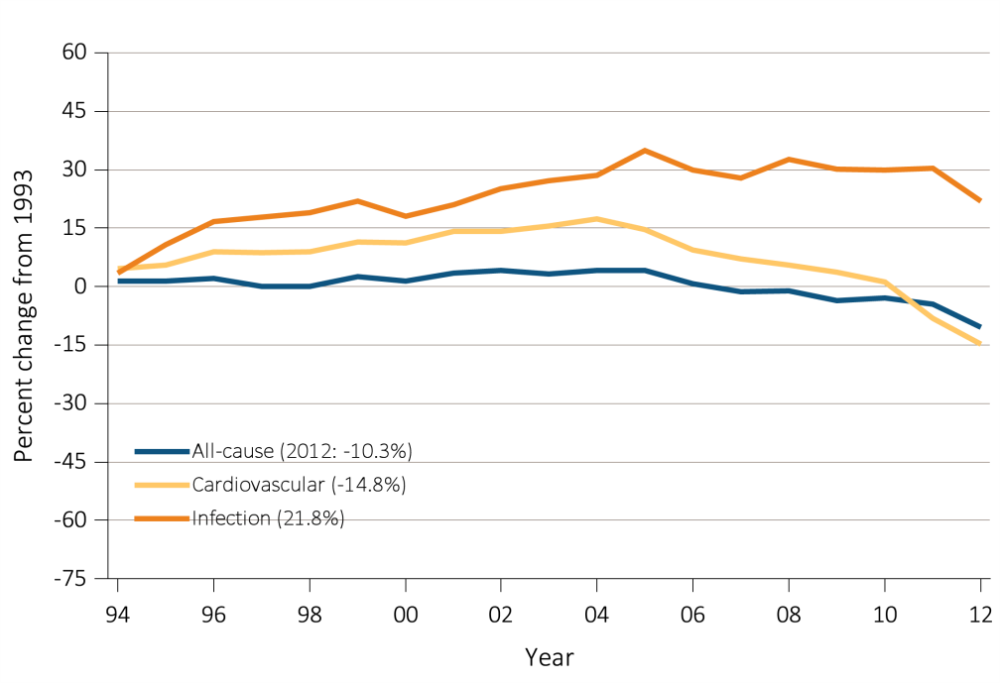 60
45
30
15
0
-15
-30
-45
-60
-75
Percent change from 1993
All-cause (2012: -10.3%)
Cardiovascular (-14.8%)
Infection (21.8%)
94 96 98 00 02 04 06 08 10 12
Year